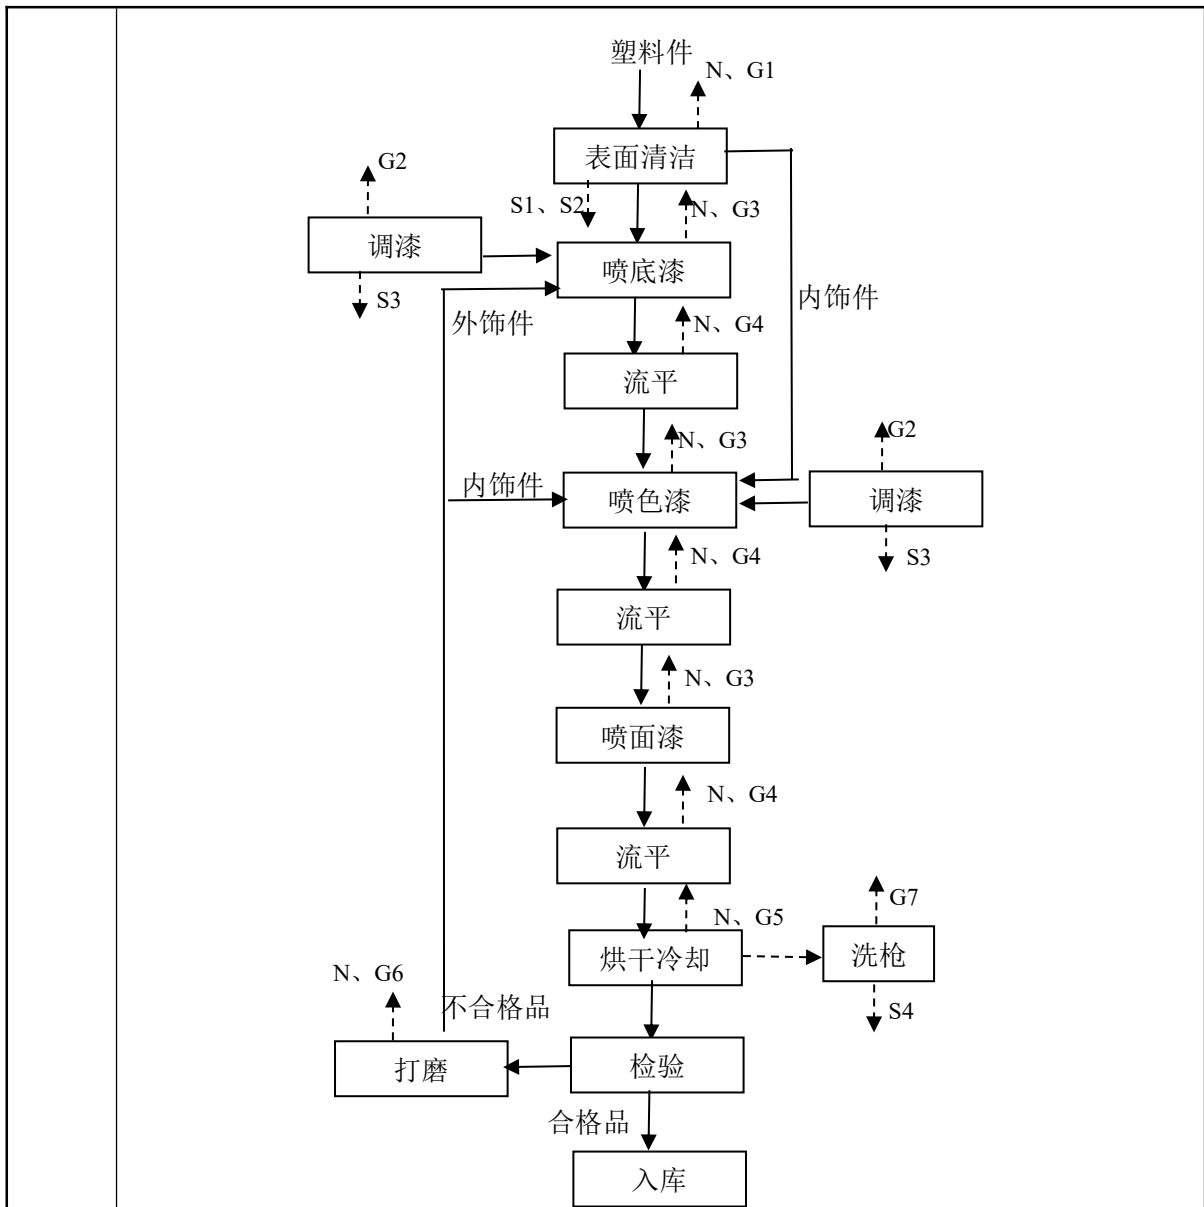 塑料件
N、G1
表面清洁
G2
S1、S2
N、G3
调漆
喷底漆
S3
内饰件
外饰件
N、G4
流平
N、G3
G2
内饰件
喷色漆
调漆
N、G4
S3
流平
N、G3
喷面漆
N、G4
流平
G7
N、G5
烘干冷却
洗枪
N、G6
不合格品
S4
打磨
检验
合格品
入库